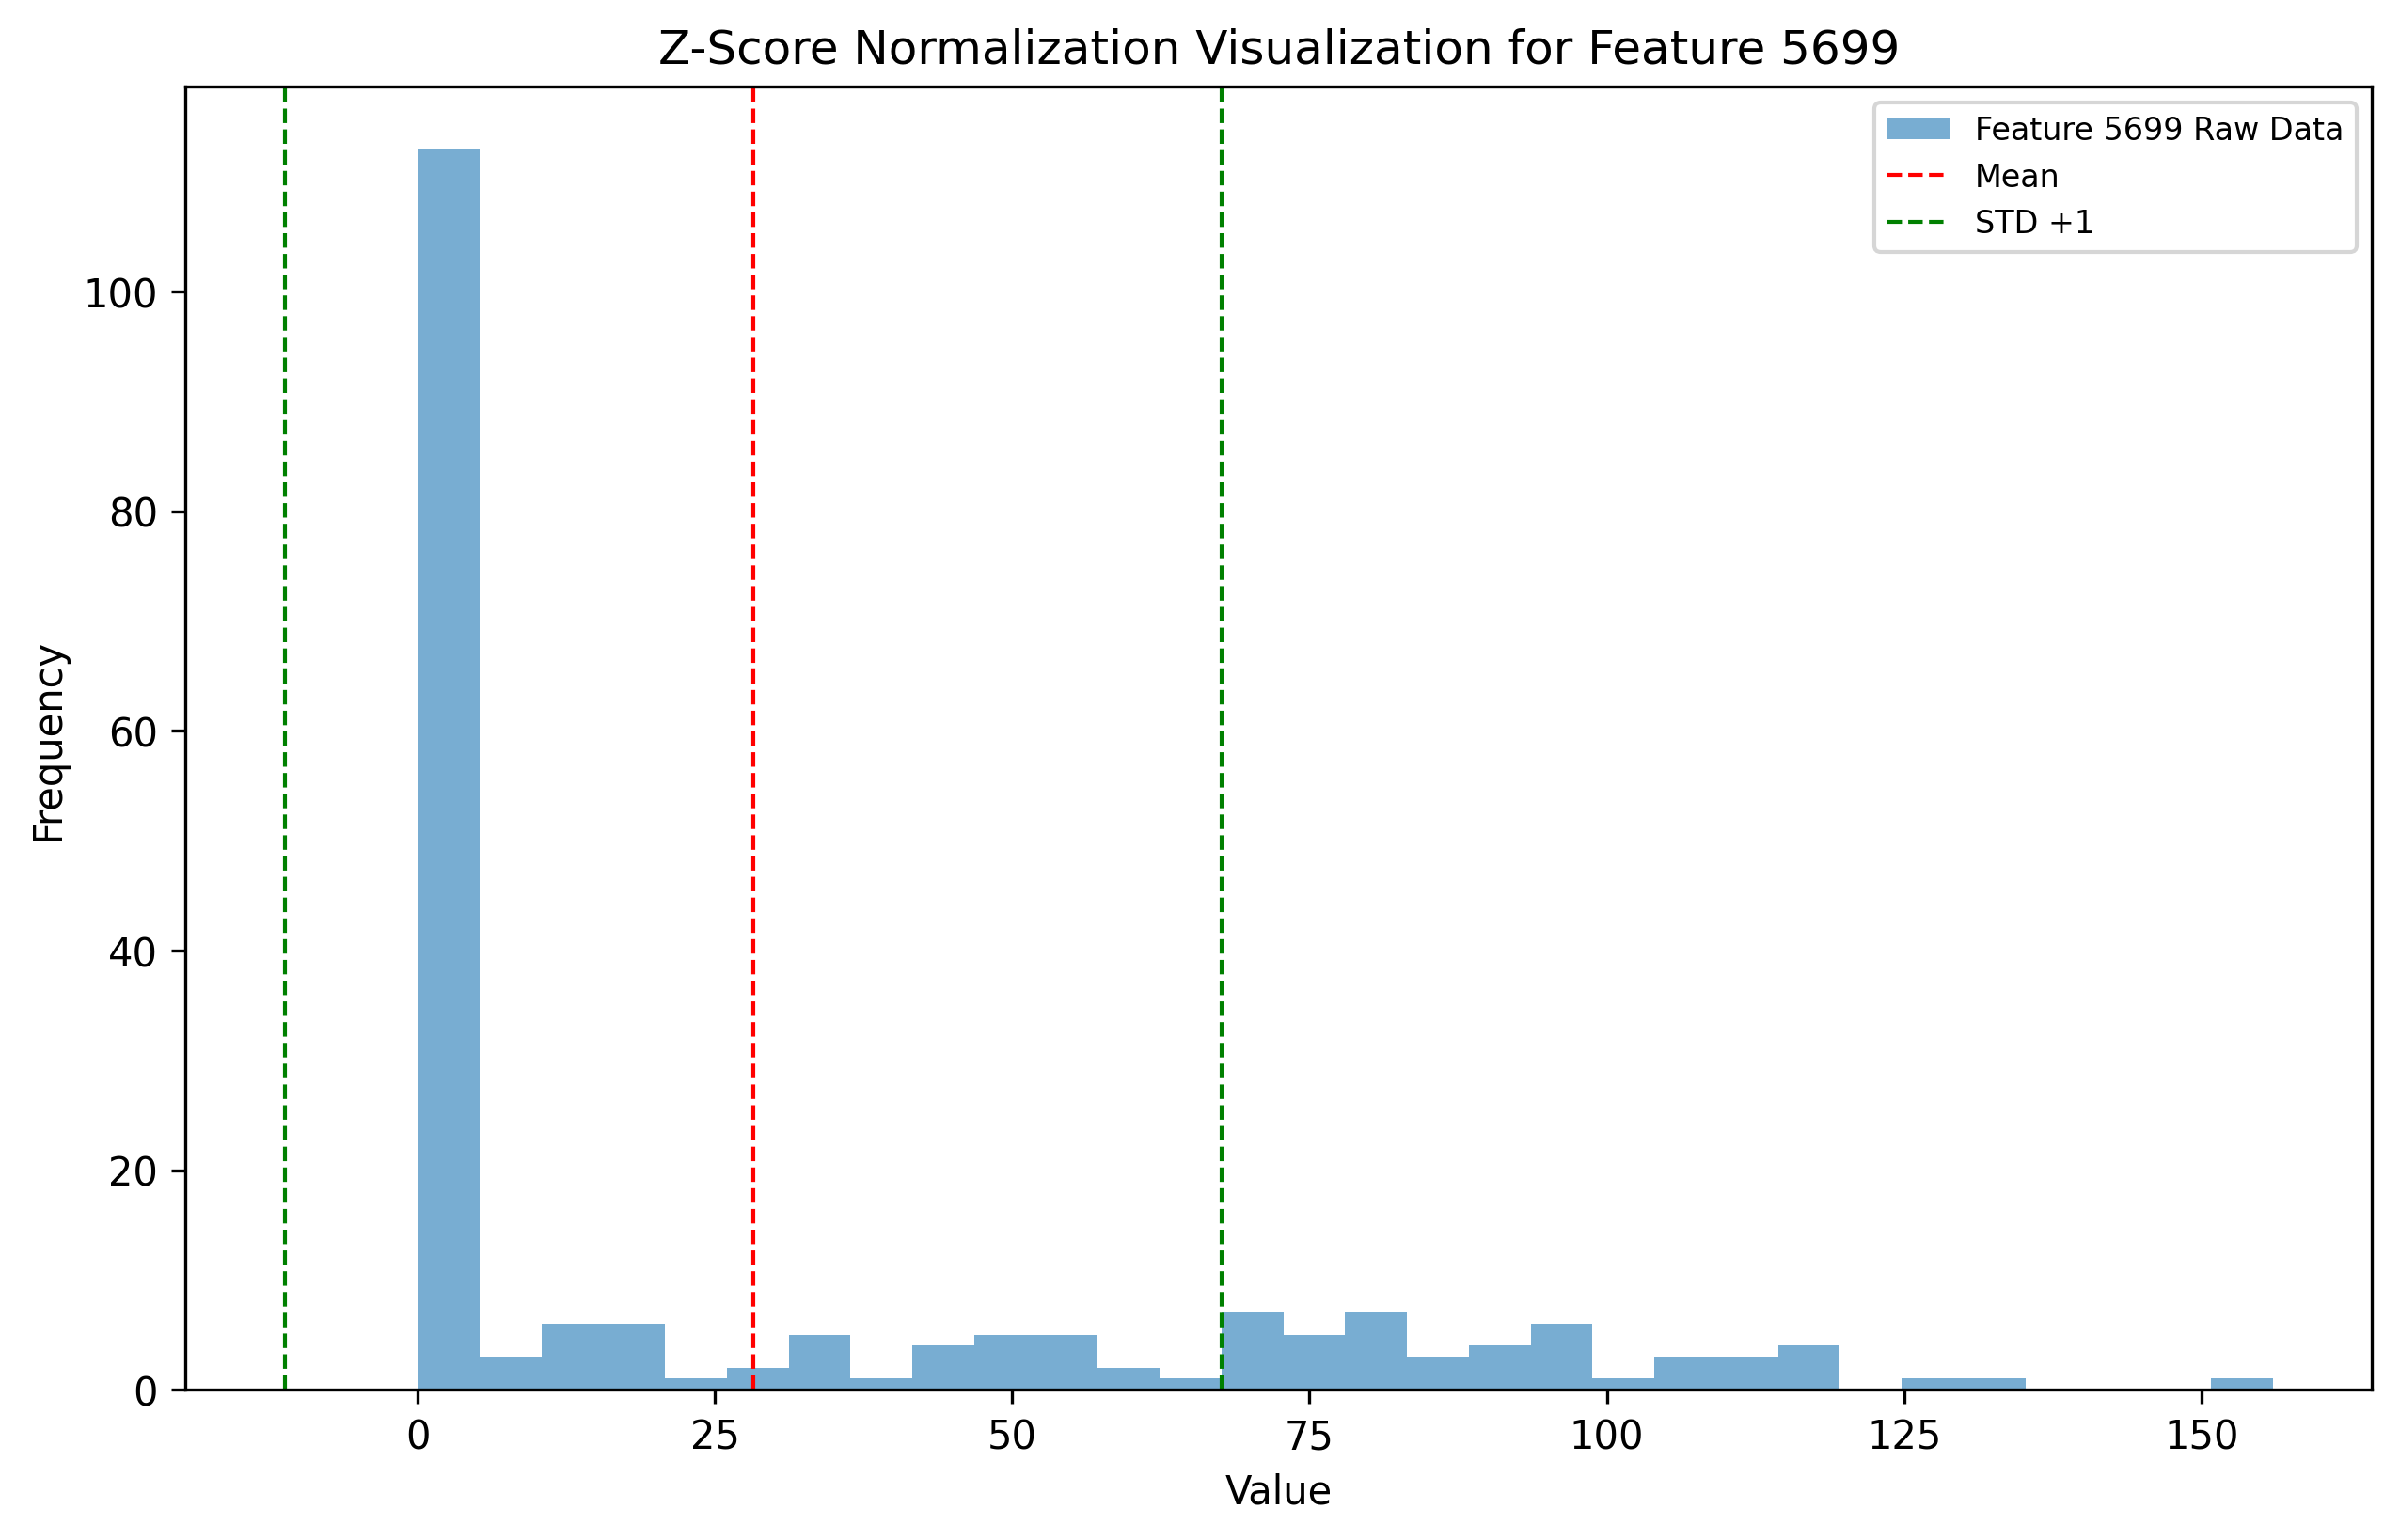 Z-Score Normalization Visualization for Feature 5699
Feature 5699 Raw Data
Mean
STD +1
100
80
60
40
20
0
Frequency
0 25 50 75 100 125 150
Value